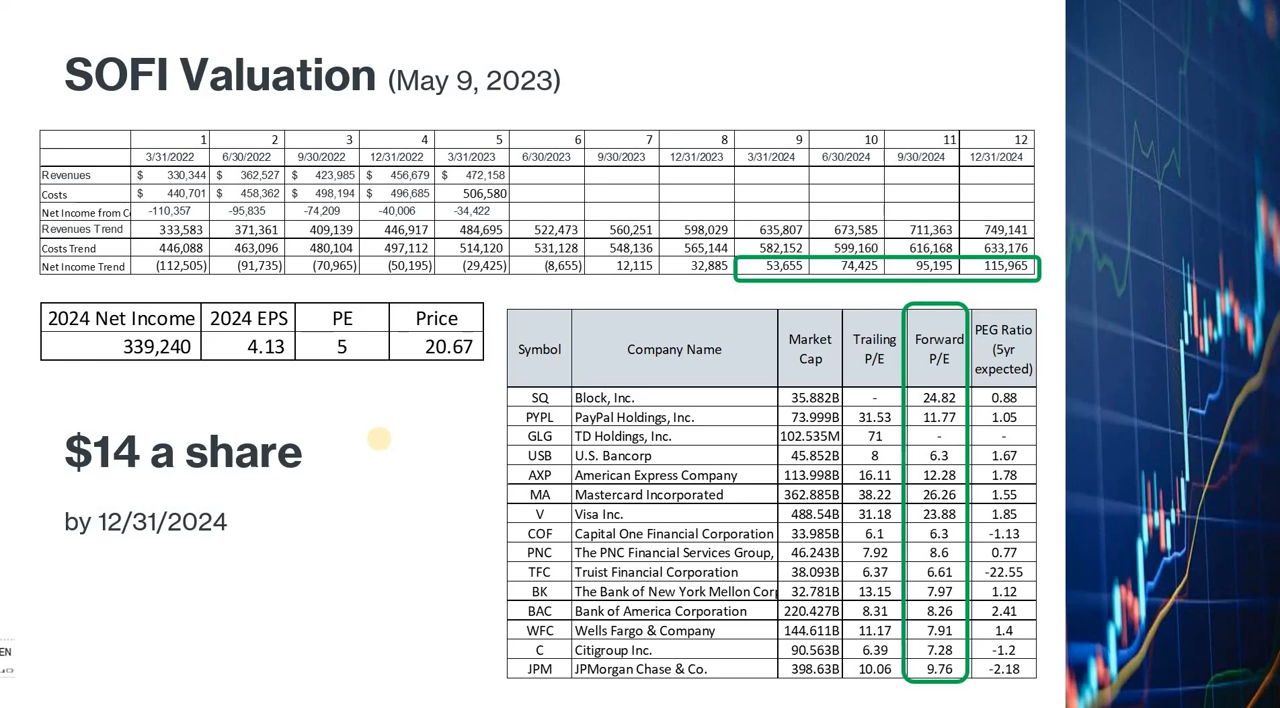 SOFI Valuation (May 9, 2023)
1 2 3 4 5 6 7 8 9 10 11 12
3/31/2022 6/30/2022 9/30/2022 12/31/2022 3/31/2023 6/30/2023 9/30/2023 12/31/2023 3/31/2024 6/30/2024 9/30/2024 12/31/2024
Revenues $ 330,344 $ 362,527 $ 423,985 $ 456,679 $ 472,158
Costs $ 440,701 $ 458,362 $ 498,194 $ 496,685 506,580
Net Income from C -110,357 -95,835 -74,209 -40,006 -34,422
Revenues Trend 333,583 371,361 409,139 446,917 484,695 522,473 560,251 598,029 635,807 673,585 711,363 749,141
Costs Trend 446,088 463,096 480,104 497,112 514,120 531,128 548,136 565,144 582,152 599,160 616,168 633,176
Net Income Trend (112,505) (91,735) (70,965) (50,195) (29,425) (8,655) 12,115 32,885 53,655 74,425 95,195 115,965
2024 Net Income 2024 EPS PE Price
339,240 4.13 5 20.67
$14 a share
by 12/31/2024
Symbol Company Name Market Cap Trailing P/E Forward P/E PEG Ratio (5yr expected)
SQ Block, Inc. 35.882B - 24.82 0.88
PYPL PayPal Holdings, Inc. 73.999B 31.53 11.77 1.05
GLG TD Holdings, Inc. 102.535M 71 - -
USB U.S. Bancorp 45.852B 8 6.3 1.67
AXP American Express Company 113.998B 16.11 12.28 1.78
MA Mastercard Incorporated 362.885B 38.22 26.26 1.55
V Visa Inc. 488.54B 31.18 23.88 1.85
COF Capital One Financial Corporation 33.985B 6.1 6.3 -1.13
PNC The PNC Financial Services Group, 46.243B 7.92 8.6 0.77
TFC Truist Financial Corporation 38.093B 6.37 6.61 -22.55
BK The Bank of New York Mellon Corp 32.781B 13.15 7.97 1.12
BAC Bank of America Corporation 220.427B 8.31 8.26 2.41
WFC Wells Fargo & Company 144.611B 11.17 7.91 1.4
C Citigroup Inc. 90.563B 6.39 7.28 -1.2
JPM JPMorgan Chase & Co. 398.63B 10.06 9.76 -2.18
EN